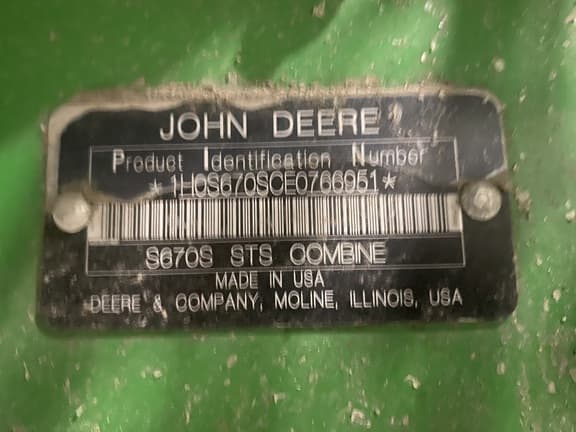 JOHN DEERE
Product Identification Number
*1H0S670SCE0766951*
S670S STS COMBINE
MADE IN USA
DEERE & COMPANY, MOLINE, ILLINOIS, USA